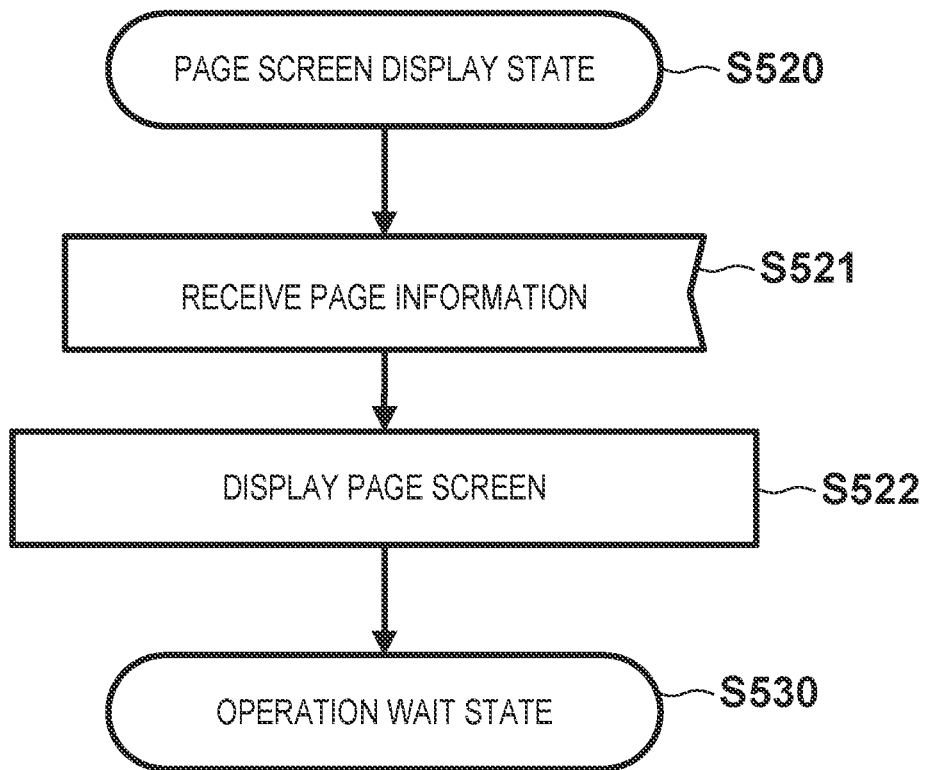 PAGE SCREEN DISPLAY STATE S520
RECEIVE PAGE INFORMATION S521
DISPLAY PAGE SCREEN S522
OPERATION WAIT STATE S530